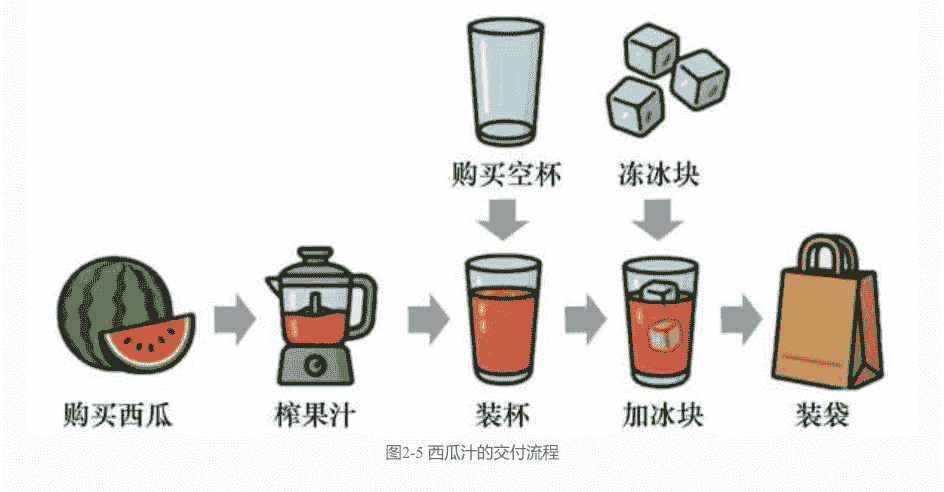 购买空杯
冻冰块
购买西瓜
榨果汁
装杯
加冰块
装袋
图2-5 西瓜汁的交付流程